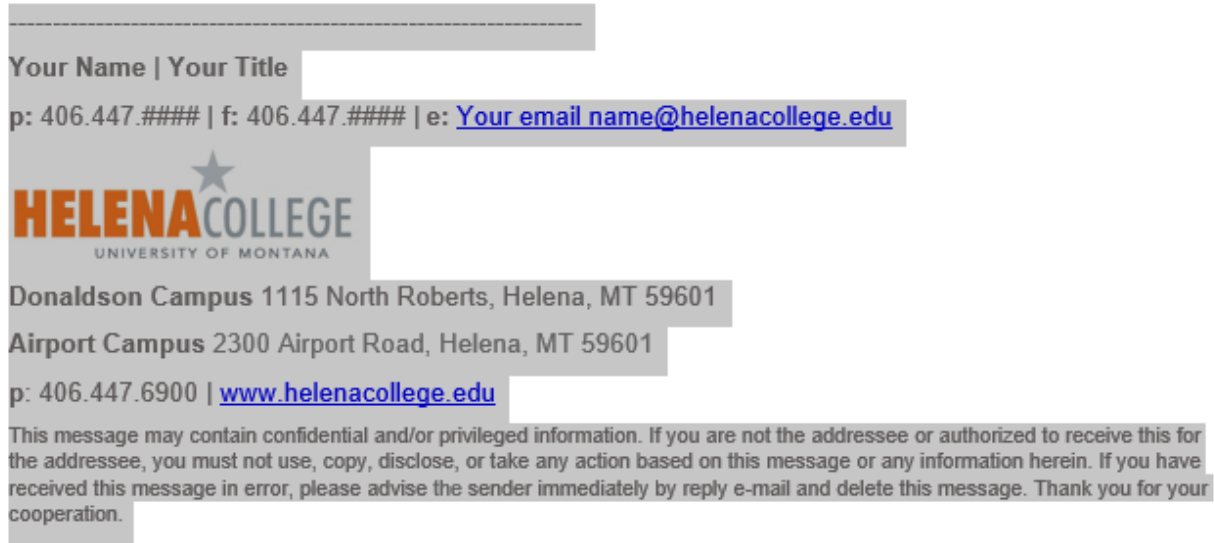 ------------------------------------------------------------------
Your Name | Your Title
p: 406.447.#### | f: 406.447.#### | e: Your email name@helenacollege.edu
HELENACOLLEGE
UNIVERSITY OF MONTANA
Donaldson Campus 1115 North Roberts, Helena, MT 59601
Airport Campus 2300 Airport Road, Helena, MT 59601
p: 406.447.6900 | www.helenacollege.edu
This message may contain confidential and/or privileged information. If you are not the addressee or authorized to receive this for
the addressee, you must not use, copy, disclose, or take any action based on this message or any information herein. If you have
received this message in error, please advise the sender immediately by reply e-mail and delete this message. Thank you for your
cooperation.